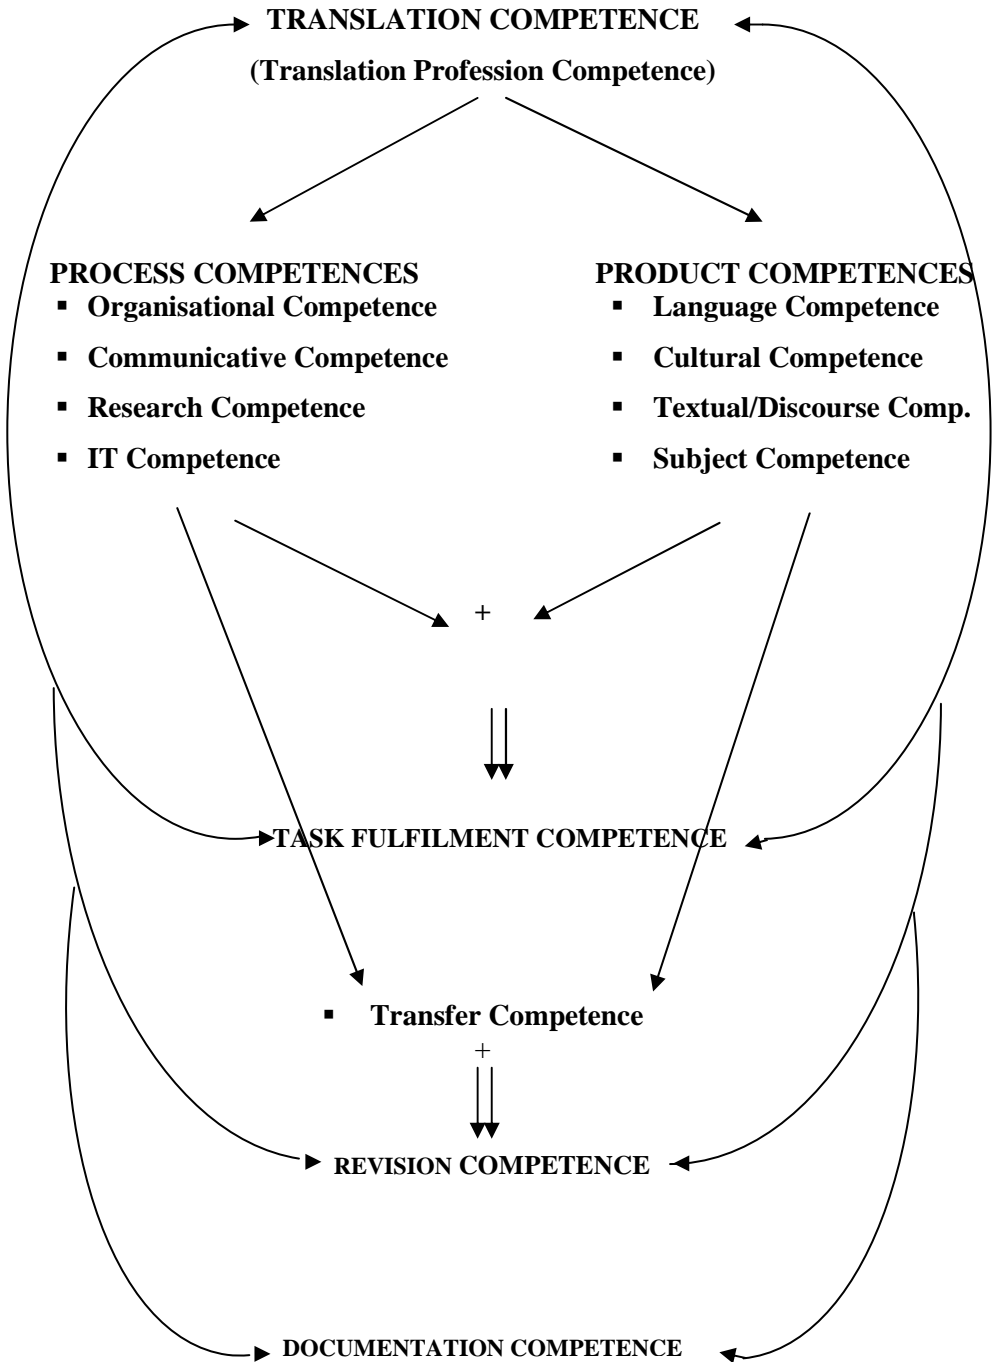 TRANSLATION COMPETENCE
(Translation Profession Competence)
PROCESS COMPETENCES
▪ Organisational Competence
▪ Communicative Competence
▪ Research Competence
▪ IT Competence
PRODUCT COMPETENCES
▪ Language Competence
▪ Cultural Competence
▪ Textual/Discourse Comp.
▪ Subject Competence
+
TASK FULFILMENT COMPETENCE
▪ Transfer Competence
+
REVISION COMPETENCE
DOCUMENTATION COMPETENCE